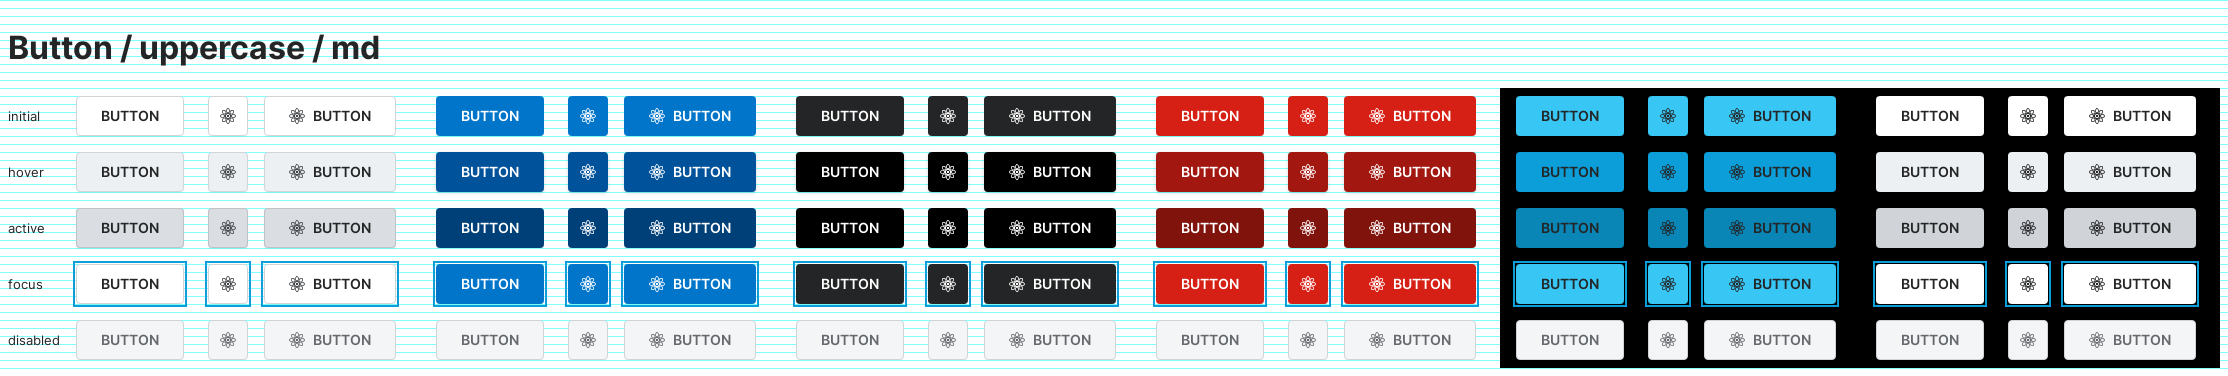 Button / uppercase / md
initial BUTTON BUTTON BUTTON BUTTON BUTTON BUTTON BUTTON BUTTON BUTTON BUTTON BUTTON BUTTON
hover BUTTON BUTTON BUTTON BUTTON BUTTON BUTTON BUTTON BUTTON BUTTON BUTTON BUTTON BUTTON
active BUTTON BUTTON BUTTON BUTTON BUTTON BUTTON BUTTON BUTTON BUTTON BUTTON BUTTON BUTTON
focus BUTTON BUTTON BUTTON BUTTON BUTTON BUTTON BUTTON BUTTON BUTTON BUTTON BUTTON BUTTON
disabled BUTTON BUTTON BUTTON BUTTON BUTTON BUTTON BUTTON BUTTON BUTTON BUTTON BUTTON BUTTON